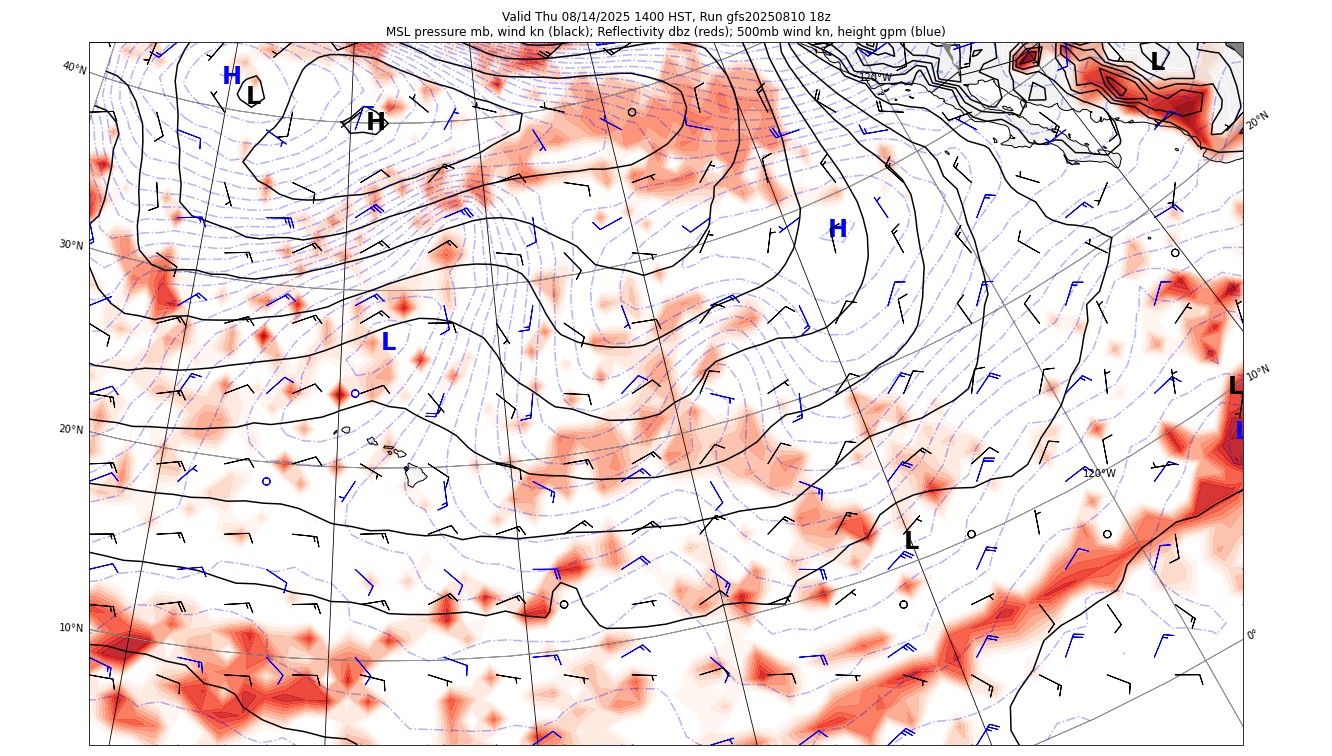 Valid Thu 08/14/2025 1400 HST, Run gfs20250810 18z
MSL pressure mb, wind kn (black); Reflectivity dbz (reds); 500mb wind kn, height gpm (blue)
40°N
H
L
H
120°W
L
20°N
30°N
H
L
10°N
L
L
20°N
120°W
L
10°N
0°